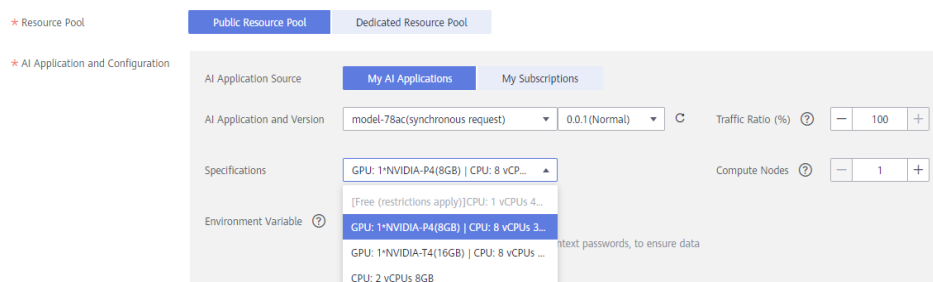 * Resource Pool Public Resource Pool Dedicated Resource Pool
* AI Application and Configuration
AI Application Source My AI Applications My Subscriptions
AI Application and Version model-78ac(synchronous request) 0.0.1(Normal) Traffic Ratio (%) ? — 100 +
Specifications GPU: 1*NVIDIA-P4(8GB) | CPU: 8 vCP... Compute Nodes ? — 1 +
[Free (restrictions apply)]CPU: 1 vCPUs 4...
Environment Variable ? GPU: 1*NVIDIA-P4(8GB) | CPU: 8 vCPUs 3...
ntext passwords, to ensure data
GPU: 1*NVIDIA-T4(16GB) | CPU: 8 vCPUs ...
CPU: 2 vCPUs 8GB